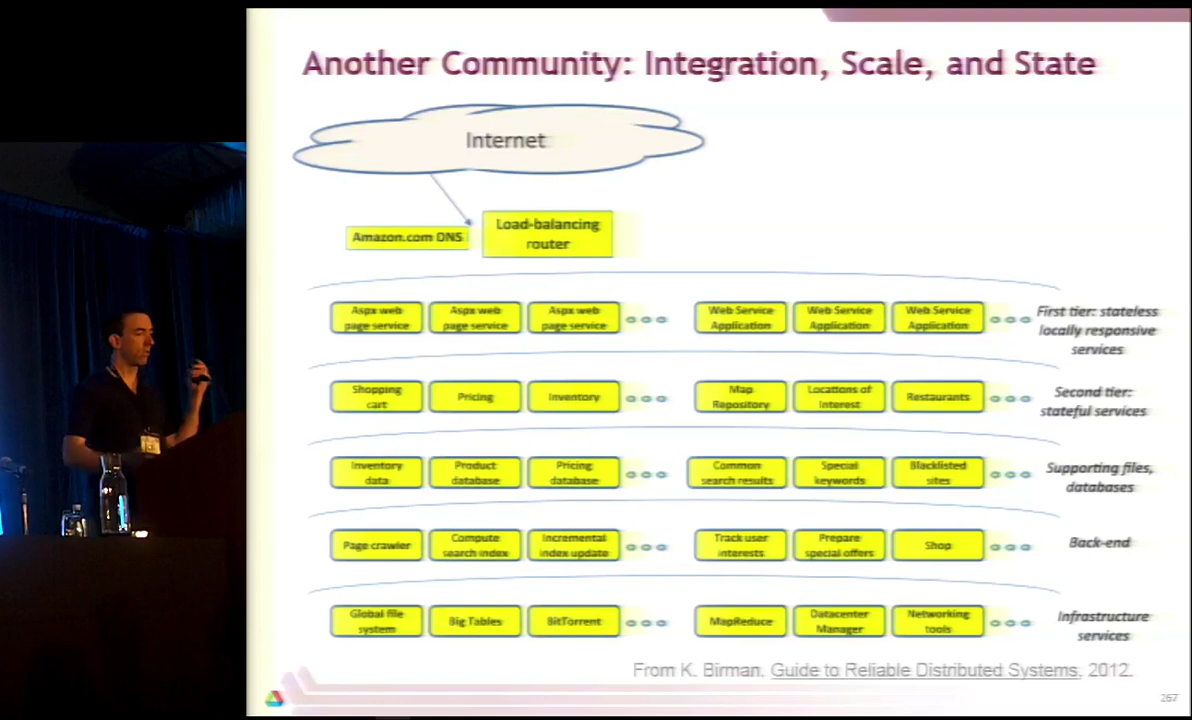 Another Community: Integration, Scale, and State
Internet
Amazon.com DNS
Load-balancing
router
Aspx web
page service
Aspx web
page service
Aspx web
page service
Web Service
Application
Web Service
Application
Web Service
Application
First tier: stateless
locally responsive
services
Shopping
cart
Pricing
Inventory
Map
Repository
Locations of
Interest
Restaurants
Second tier:
stateful services
Inventory
data
Product
database
Pricing
database
Common
search results
Special
keywords
Blacklisted
sites
Supporting files,
databases
Page crawler
Compute
search index
Incremental
index update
Track user
interests
Prepare
special offers
Shop
Back-end
Global file
system
Big Tables
BitTorrent
MapReduce
Datacenter
Manager
Networking
tools
Infrastructure
services
From K. Birman. Guide to Reliable Distributed Systems, 2012.
267